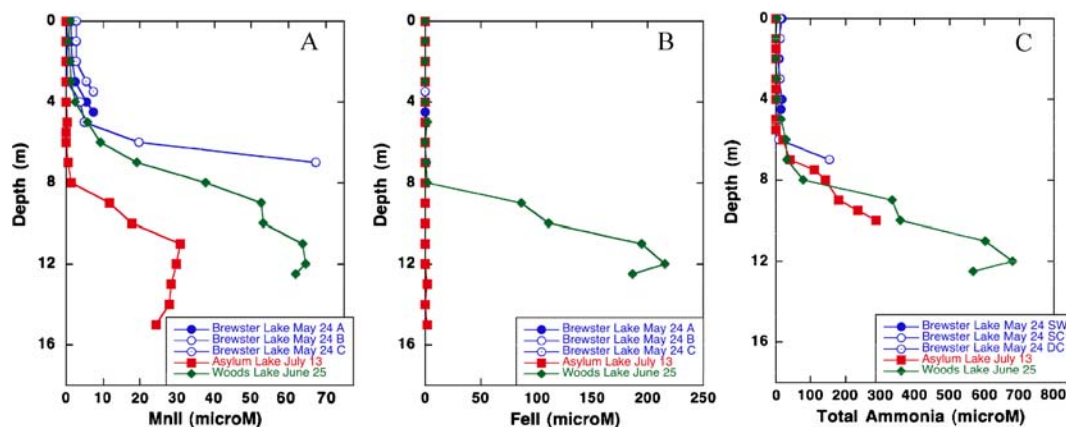 A
0
4
8
12
16
Depth (m)
Brewster Lake May 24 A
Brewster Lake May 24 B
Brewster Lake May 24 C
Asylum Lake July 13
Woods Lake June 25
0 10 20 30 40 50 60 70
MnII (microM)
B
0
4
8
12
16
Depth (m)
Brewster Lake May 24 A
Brewster Lake May 24 B
Brewster Lake May 24 C
Asylum Lake July 13
Woods Lake June 25
0 50 100 150 200 250
FeII (microM)
C
0
4
8
12
16
Depth (m)
Brewster Lake May 24 SW
Brewster Lake May 24 SC
Brewster Lake May 24 DC
Asylum Lake July 13
Woods Lake June 25
0 100 200 300 400 500 600 700 800
Total Ammonia (microM)